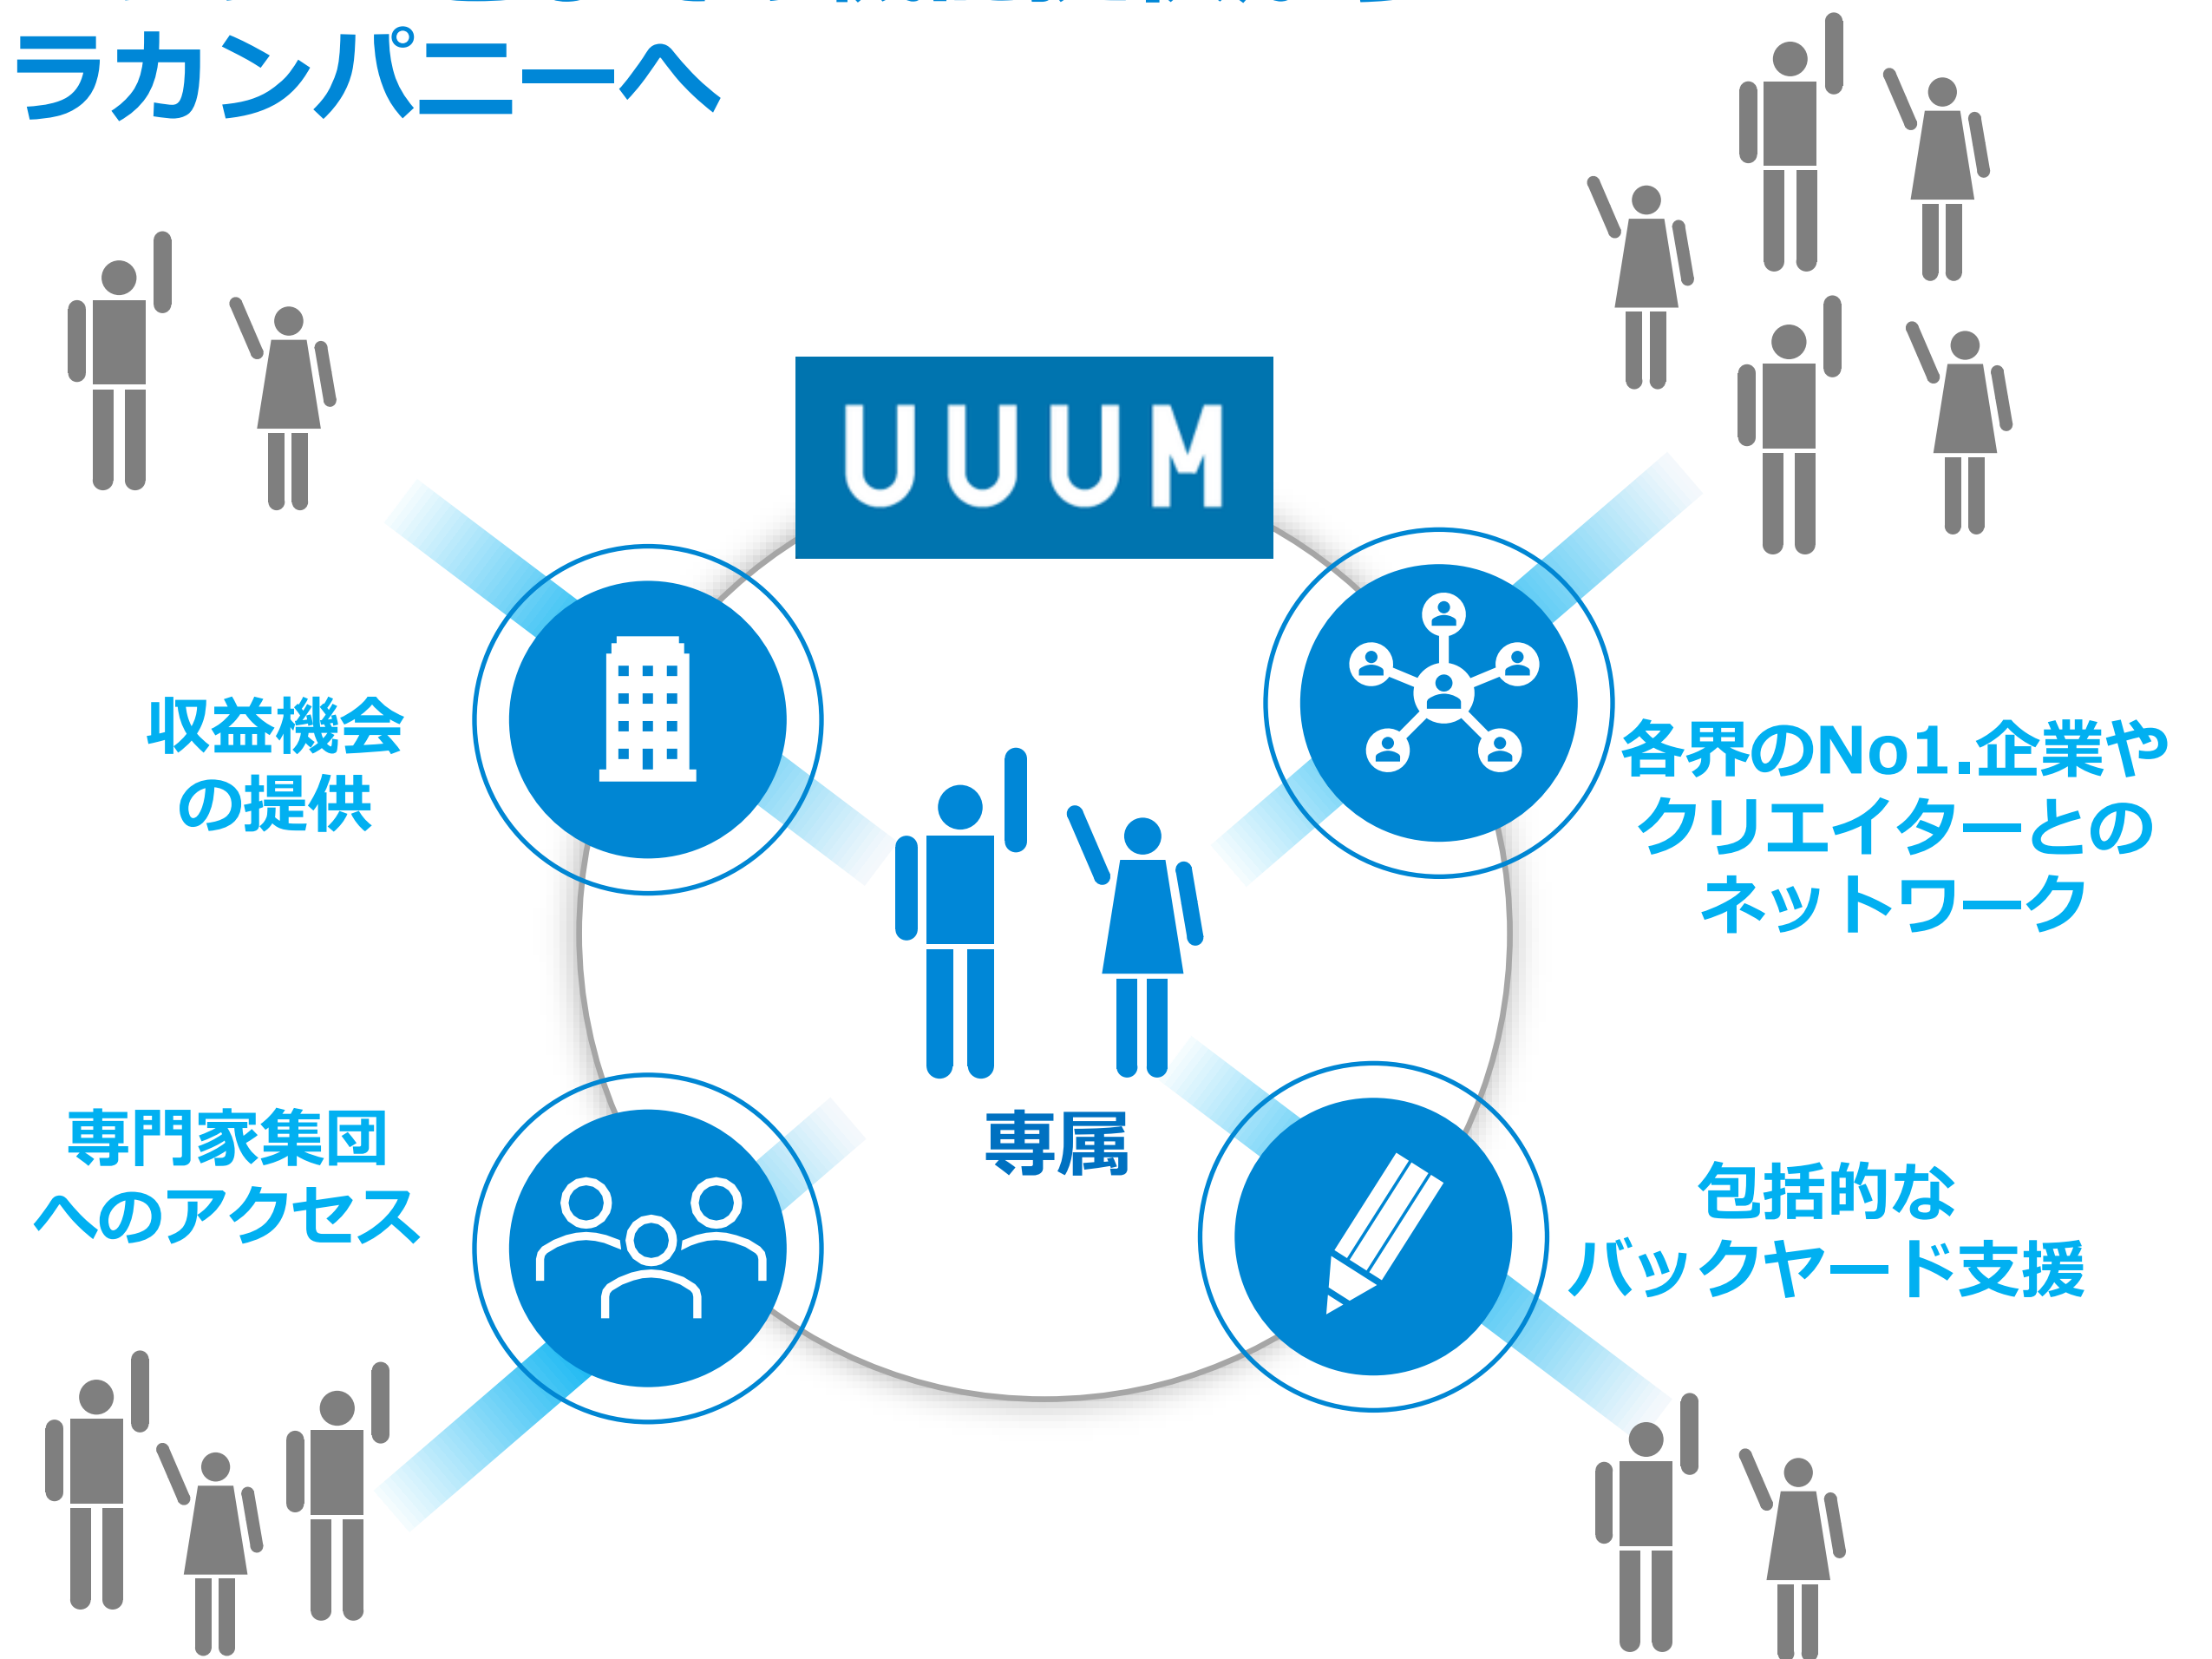 ラカンパニーへ
UUUM
収益機会
の提供
各界のNo1.企業や
クリエイターとの
ネットワーク
専属
専門家集団
へのアクセス
包括的な
バックヤード支援